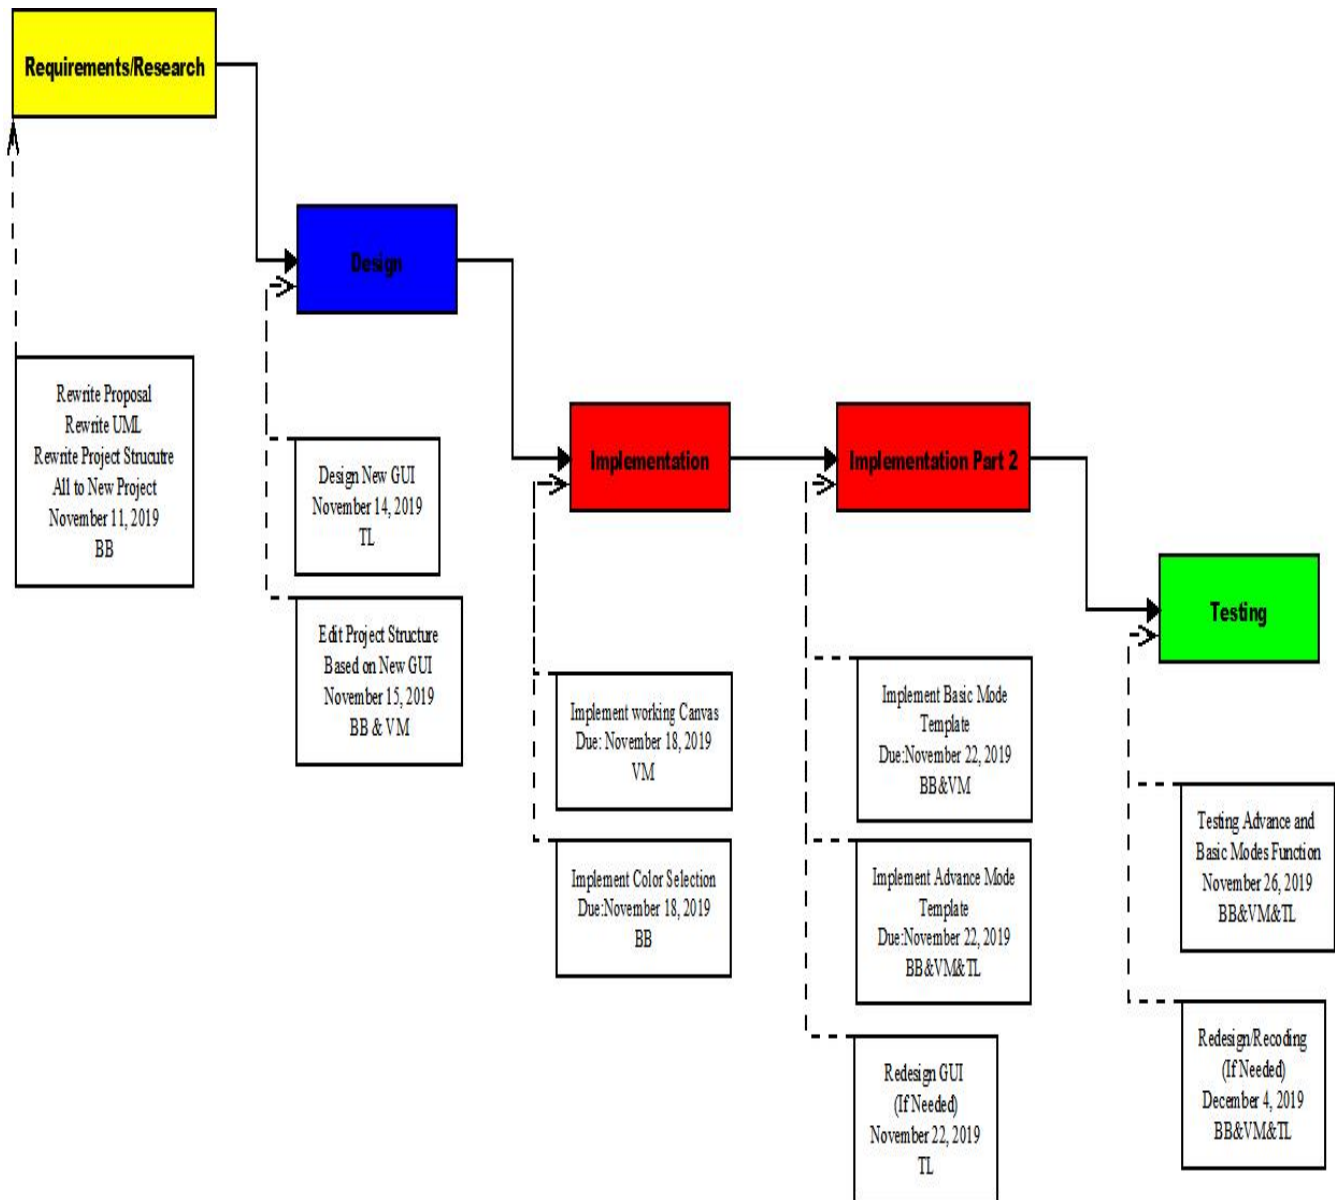 Requirements/Research
Design
Implementation
Implementation Part 2
Testing
Rewrite Proposal
Rewrite UML
Rewrite Project Strucutre
All to New Project
November 11, 2019
BB
Design New GUI
November 14, 2019
TL
Edit Project Structure
Based on New GUI
November 15, 2019
BB & VM
Implement working Canvas
Due: November 18, 2019
VM
Implement Color Selection
Due:November 18, 2019
BB
Implement Basic Mode
Template
Due:November 22, 2019
BB&VM
Implement Advance Mode
Template
Due:November 22, 2019
BB&VM&TL
Redesign GUI
(If Needed)
November 22, 2019
TL
Testing Advance and
Basic Modes Function
November 26, 2019
BB&VM&TL
Redesign/Recoding
(If Needed)
December 4, 2019
BB&VM&TL